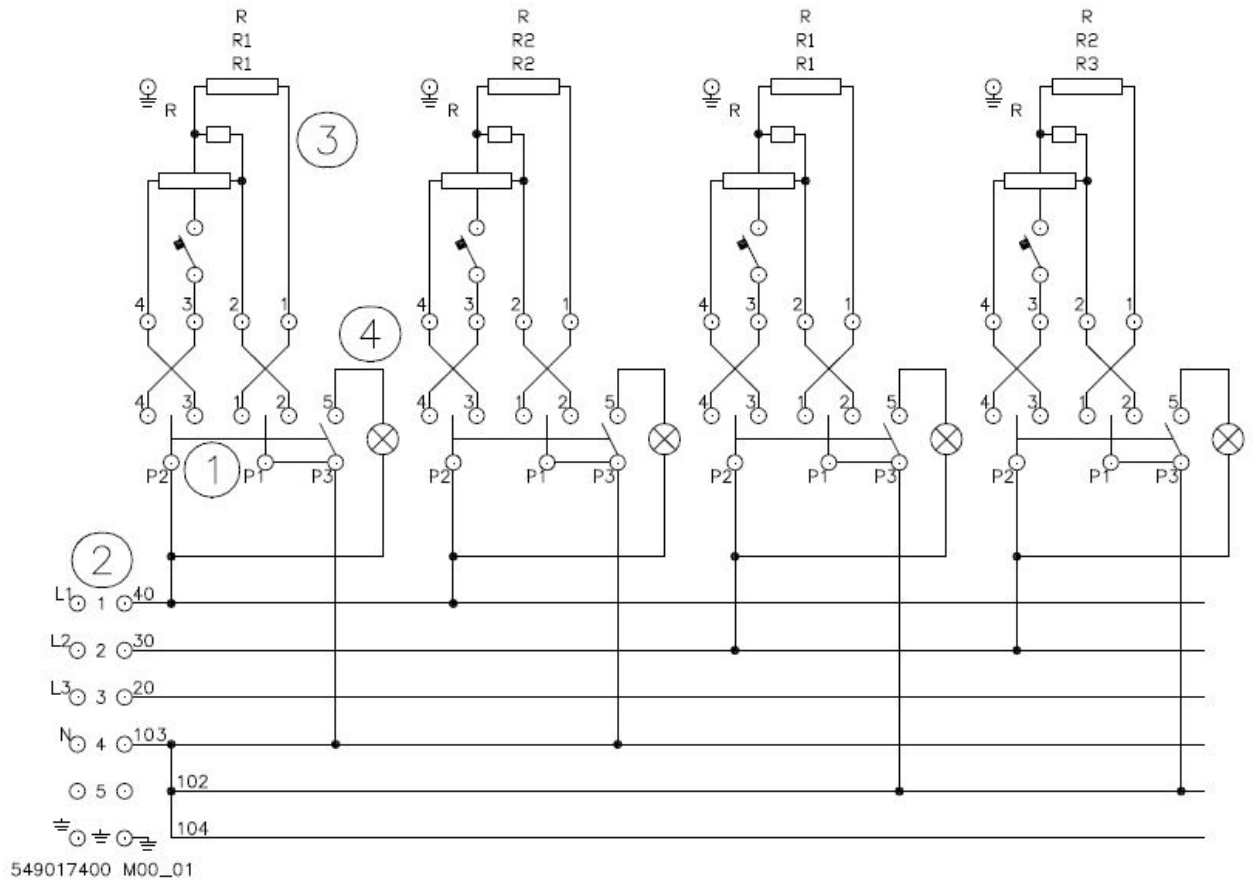 R R R R
R1 R2 R1 R2
R1 R2 R1 R3
R R R R
3
4 3 2 1 4 3 2 1 4 3 2 1 4 3 2 1
4
4 3 1 2 5 4 3 1 2 5 4 3 1 2 5 4 3 1 2 5
1
P2 P1 P3 P2 P1 P3 P2 P1 P3 P2 P1 P3
2
L1 1 40
L2 2 30
L3 3 20
N 4 103
5 102
104
549017400 M00_01